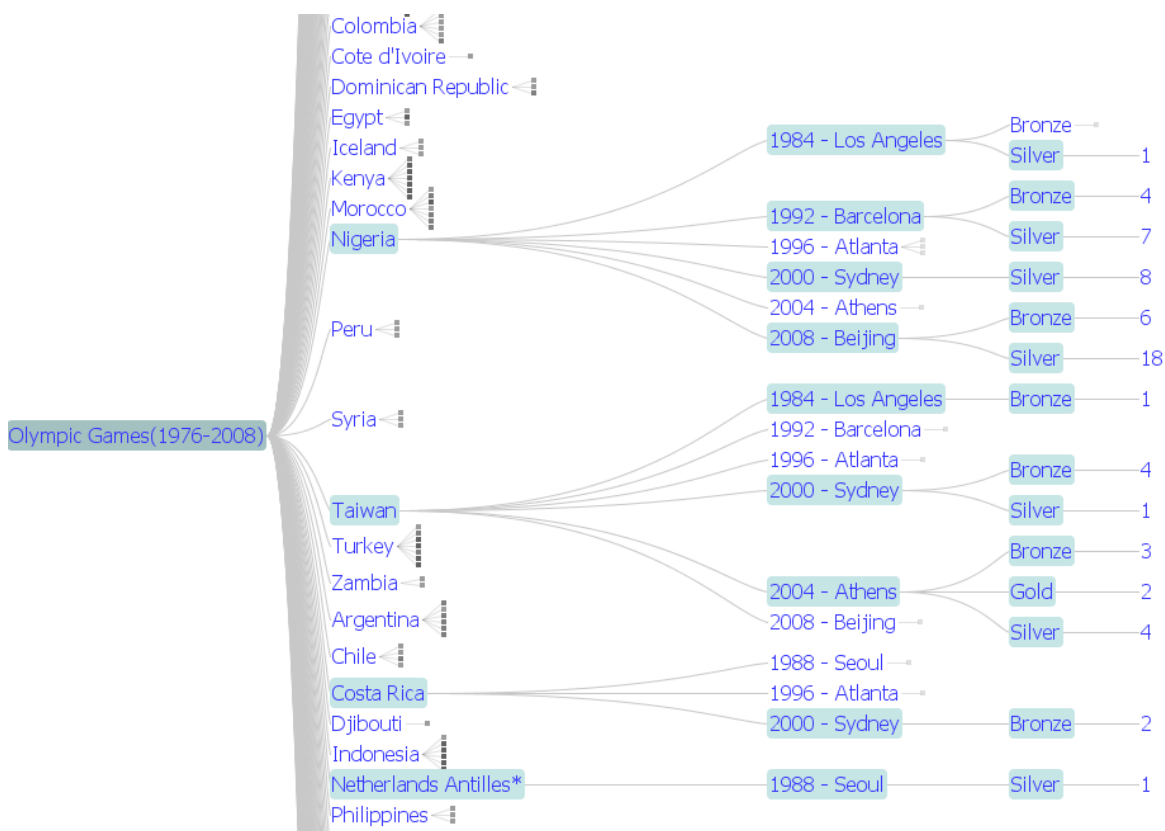 Colombia
Cote d'Ivoire
Dominican Republic
Egypt
Iceland
Kenya
Morocco
Nigeria
Peru
Syria
Olympic Games(1976-2008)
Taiwan
Turkey
Zambia
Argentina
Chile
Costa Rica
Djibouti
Indonesia
Netherlands Antilles*
Philippines
1984 - Los Angeles
Bronze
Silver 1
1992 - Barcelona
Bronze 4
Silver 7
1996 - Atlanta
2000 - Sydney
Silver 8
2004 - Athens
2008 - Beijing
Bronze 6
Silver 18
1984 - Los Angeles
Bronze 1
1992 - Barcelona
1996 - Atlanta
2000 - Sydney
Bronze 4
Silver 1
2004 - Athens
Bronze 3
Gold 2
Silver 4
2008 - Beijing
1988 - Seoul
1996 - Atlanta
2000 - Sydney
Bronze 2
1988 - Seoul
Silver 1